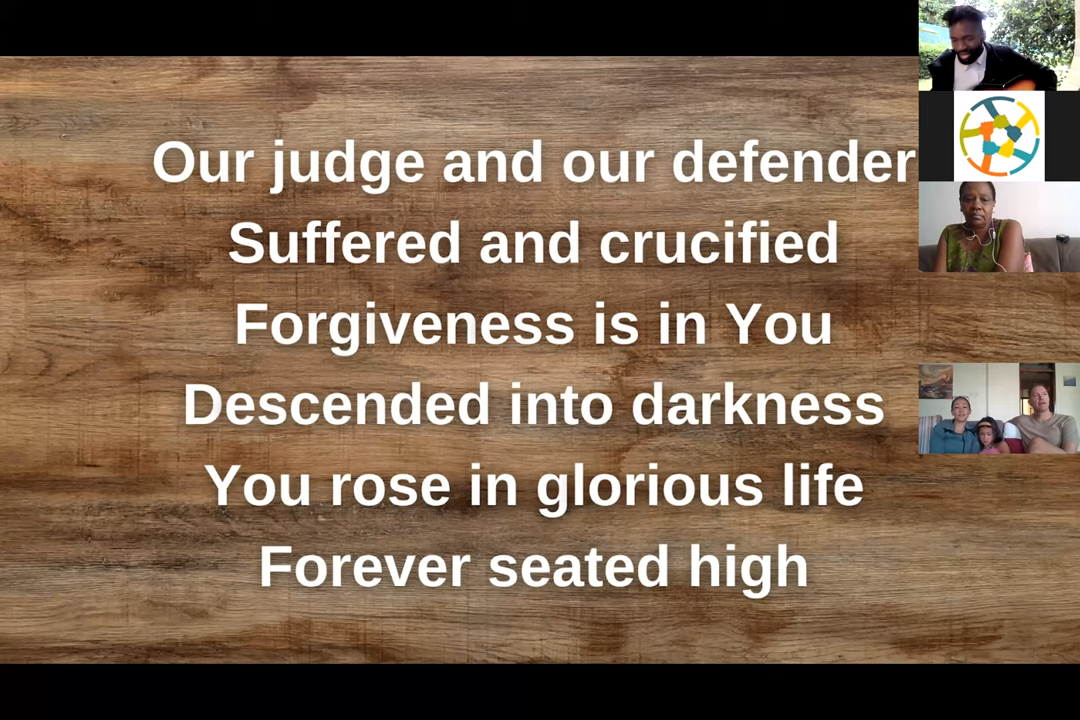 Our judge and our defender
Suffered and crucified
Forgiveness is in You
Descended into darkness
You rose in glorious life
Forever seated high